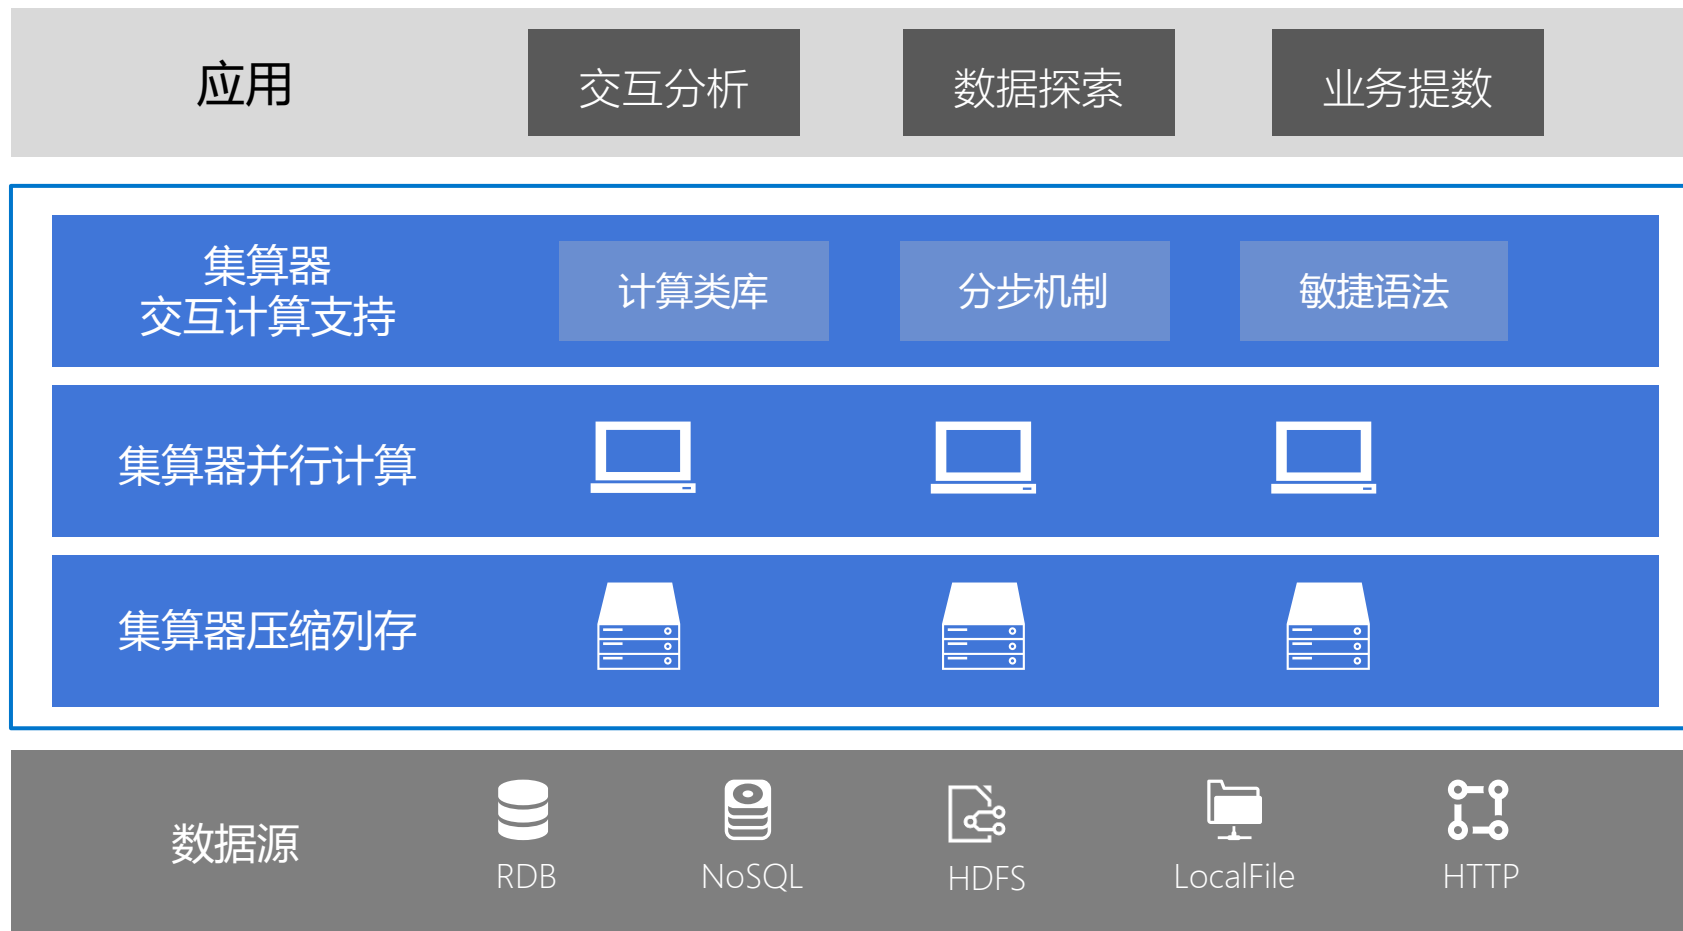 应用
交互分析
数据探索
业务提数
集算器
交互计算支持
计算类库
分步机制
敏捷语法
集算器并行计算
集算器压缩列存
数据源
RDB
NoSQL
HDFS
LocalFile
HTTP